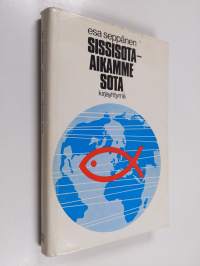 esa seppänen
SISSISOTA–
AIKAMME
SOTA
kirjayhtymä